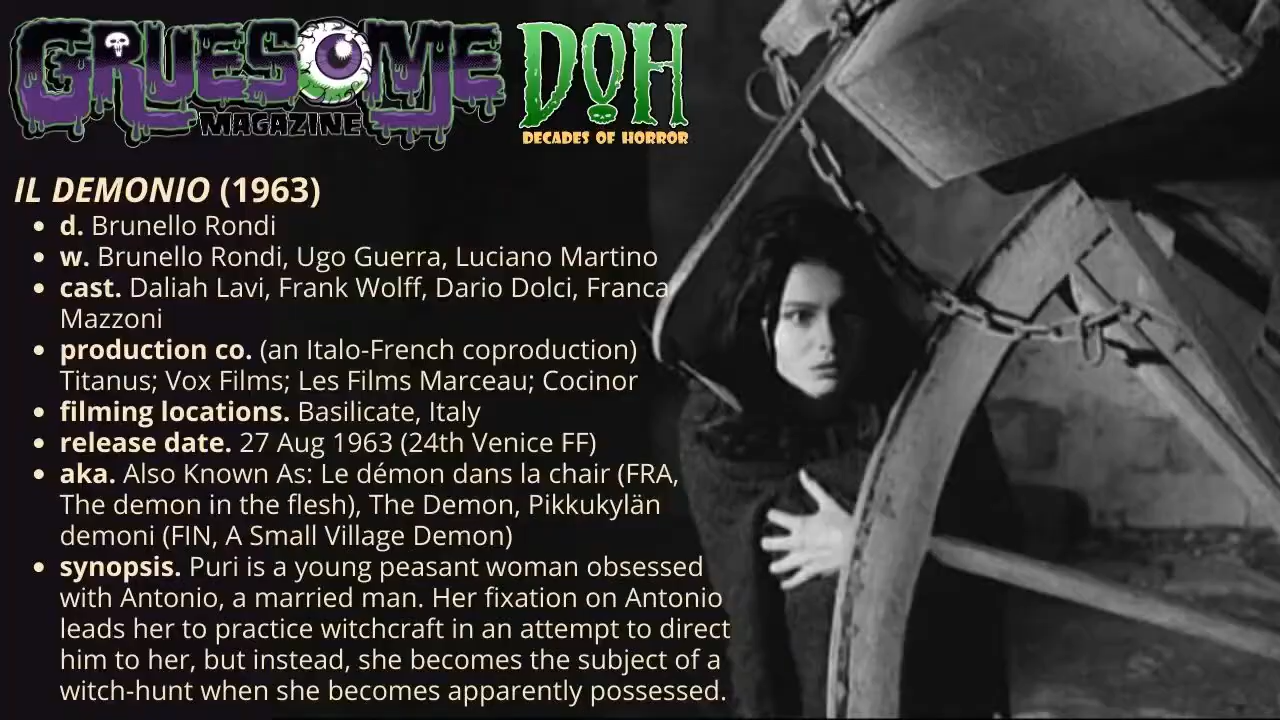 GRUESOME
MAGAZINE
DOH
DECADES OF HORROR
IL DEMONIO (1963)
• d. Brunello Rondi
• w. Brunello Rondi, Ugo Guerra, Luciano Martino
• cast. Daliah Lavi, Frank Wolff, Dario Dolci, Franca
Mazzoni
• production co. (an Italo-French coproduction)
Titanus; Vox Films; Les Films Marceau; Cocinor
• filming locations. Basilicate, Italy
• release date. 27 Aug 1963 (24th Venice FF)
• aka. Also Known As: Le démon dans la chair (FRA,
The demon in the flesh), The Demon, Pikkukylän
demoni (FIN, A Small Village Demon)
• synopsis. Puri is a young peasant woman obsessed
with Antonio, a married man. Her fixation on Antonio
leads her to practice witchcraft in an attempt to direct
him to her, but instead, she becomes the subject of a
witch-hunt when she becomes apparently possessed.